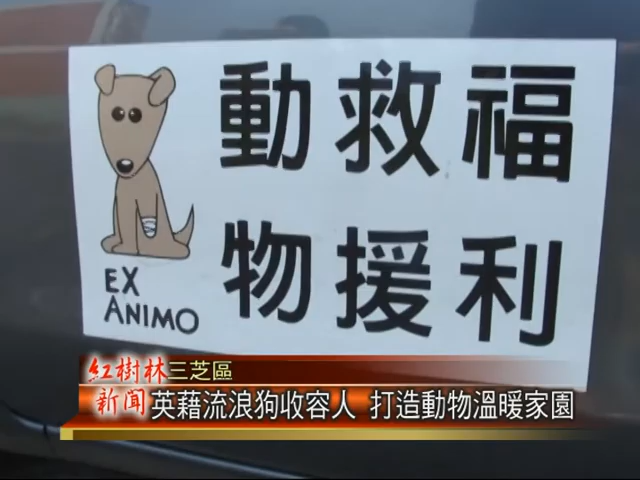 動物
救援
福利
EX
ANIMO
紅樹林 三芝區
新聞 英藉流浪狗收容人 打造動物溫暖家園